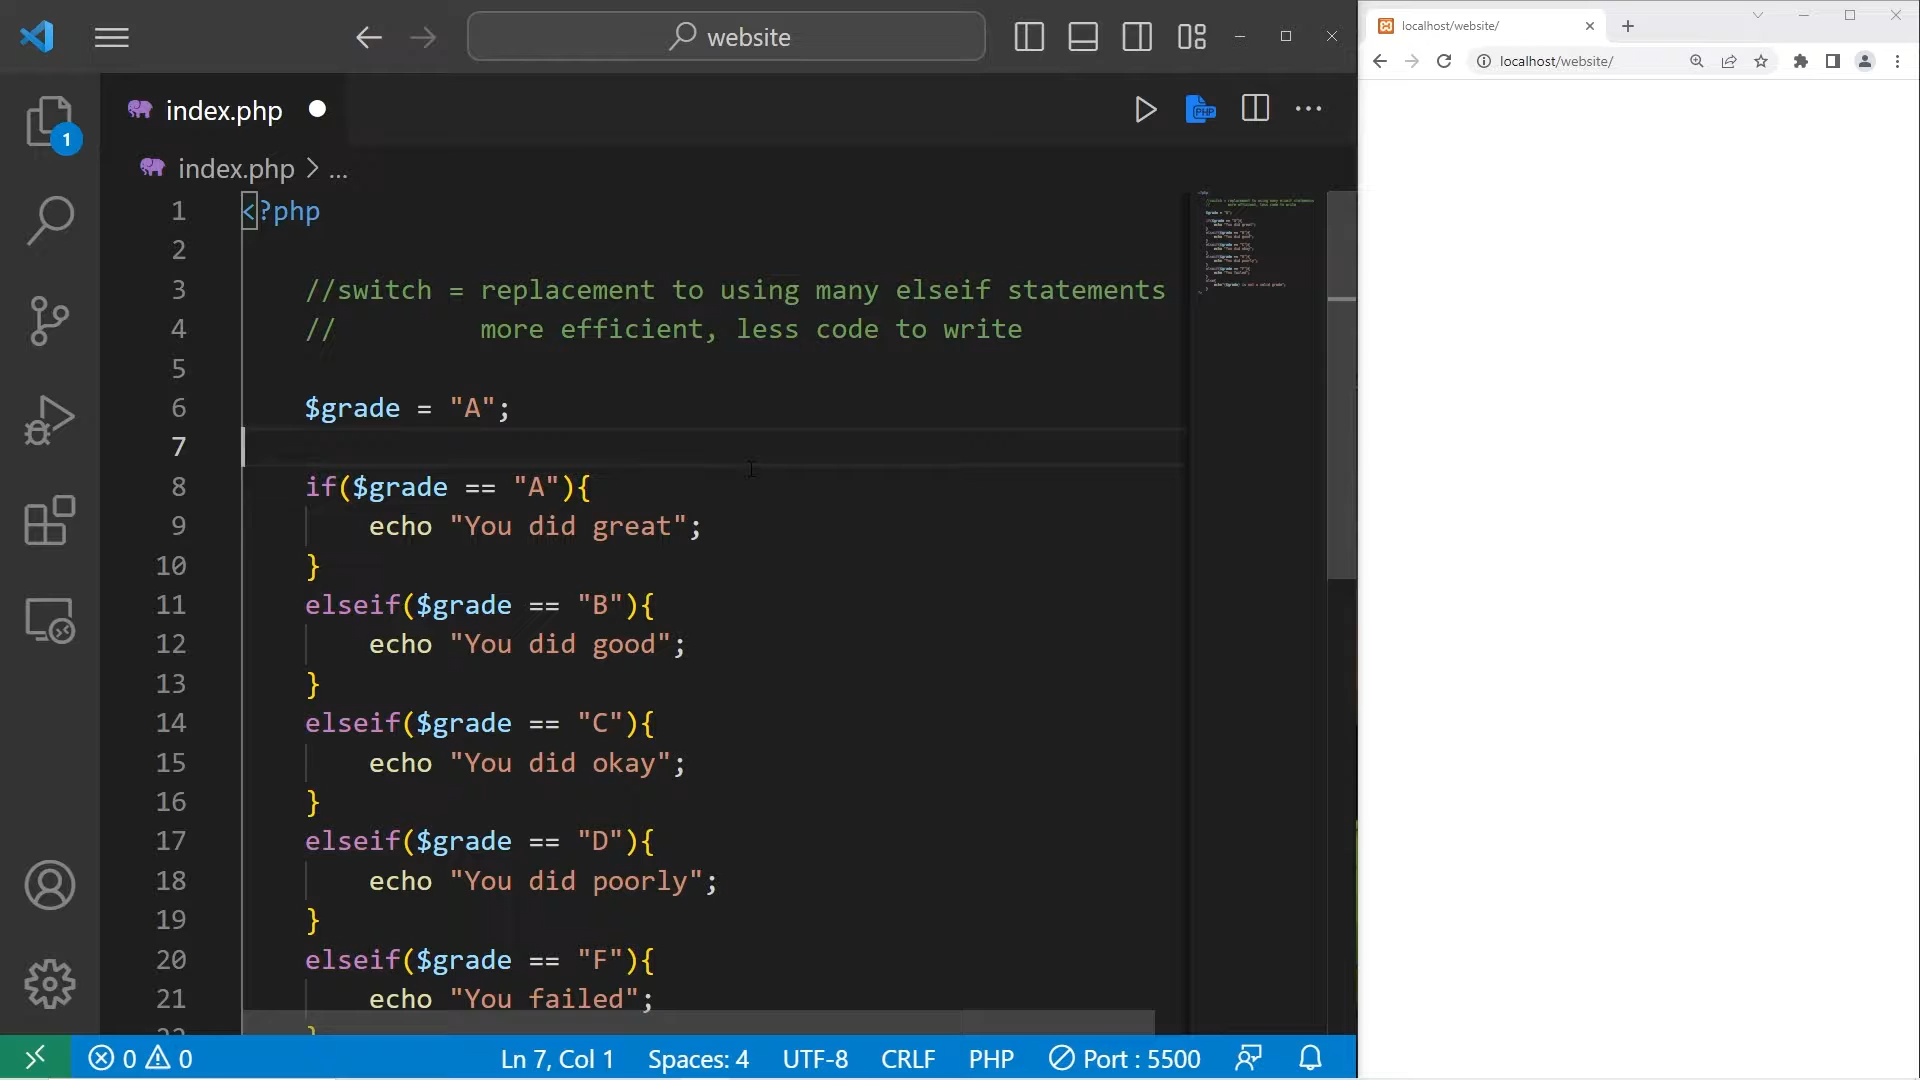 website
index.php
index.php > ...
1 <?php
2
3 //switch = replacement to using many elseif statements
4 // more efficient, less code to write
5
6 $grade = "A";
7
8 if($grade == "A"){
9 echo "You did great";
10 }
11 elseif($grade == "B"){
12 echo "You did good";
13 }
14 elseif($grade == "C"){
15 echo "You did okay";
16 }
17 elseif($grade == "D"){
18 echo "You did poorly";
19 }
20 elseif($grade == "F"){
21 echo "You failed";
22 }
1
PHP
0 0 Ln 7, Col 1 Spaces: 4 UTF-8 CRLF PHP Port : 5500
localhost/website/
localhost/website/